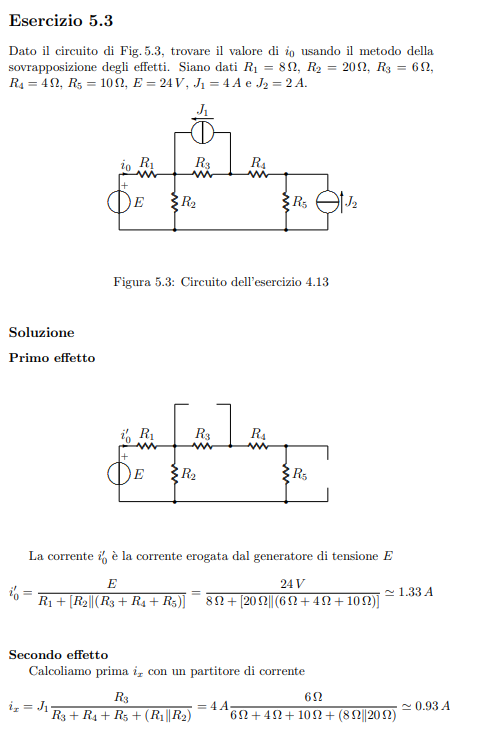 Esercizio 5.3
Dato il circuito di Fig. 5.3, trovare il valore di i₀ usando il metodo della
sovrapposizione degli effetti. Siano dati R₁ = 8 Ω, R₂ = 20 Ω, R₃ = 6 Ω,
R₄ = 4 Ω, R₅ = 10 Ω, E = 24 V, J₁ = 4 A e J₂ = 2 A.
J₁
i₀ R₁ R₃ R₄
+
E R₂ R₅ J₂
Figura 5.3: Circuito dell'esercizio 4.13
Soluzione
Primo effetto
i₀′ R₁ R₃ R₄
+
E R₂ R₅
La corrente i₀′ è la corrente erogata dal generatore di tensione E
i₀′ = E / (R₁ + [R₂∥(R₃ + R₄ + R₅)]) = 24 V / (8 Ω + [20 Ω∥(6 Ω + 4 Ω + 10 Ω)]) ≃ 1.33 A
Secondo effetto
Calcoliamo prima iₓ con un partitore di corrente
iₓ = J₁ R₃ / (R₃ + R₄ + R₅ + (R₁∥R₂)) = 4 A 6 Ω / (6 Ω + 4 Ω + 10 Ω + (8 Ω∥20 Ω)) ≃ 0.93 A